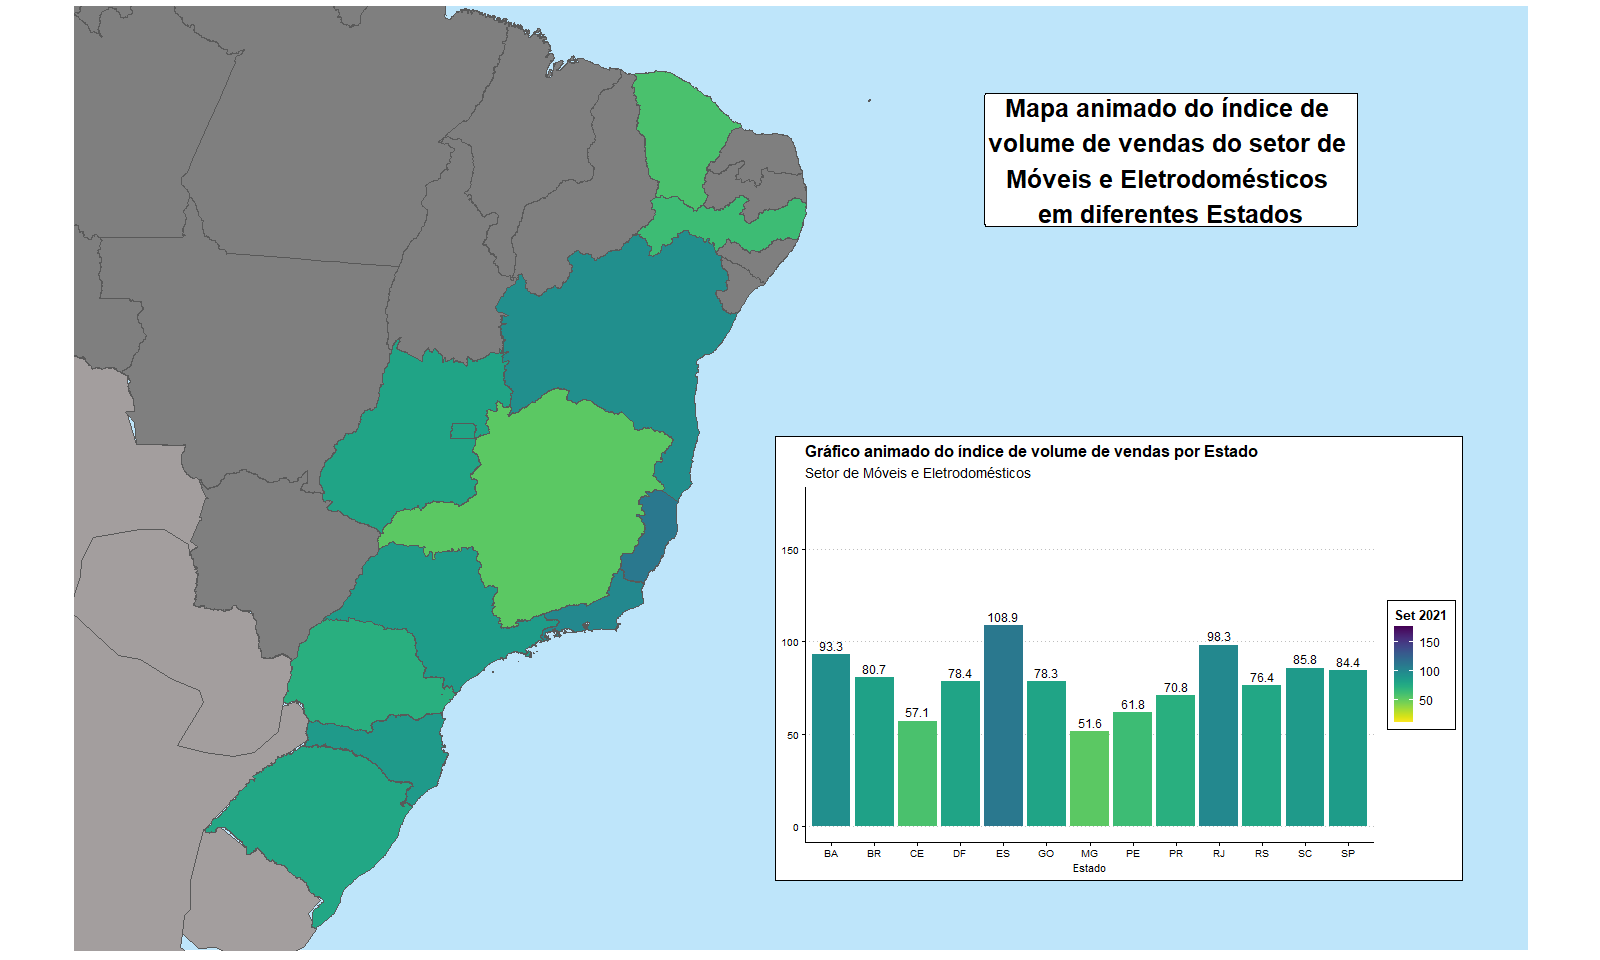 Mapa animado do índice de
volume de vendas do setor de
Móveis e Eletrodomésticos
em diferentes Estados
Gráfico animado do índice de volume de vendas por Estado
Setor de Móveis e Eletrodomésticos
150
100
50
0
93.3
80.7
57.1
78.4
108.9
78.3
51.6
61.8
70.8
98.3
76.4
85.8
84.4
BA BR CE DF ES GO MG PE PR RJ RS SC SP
Estado
Set 2021
150
100
50